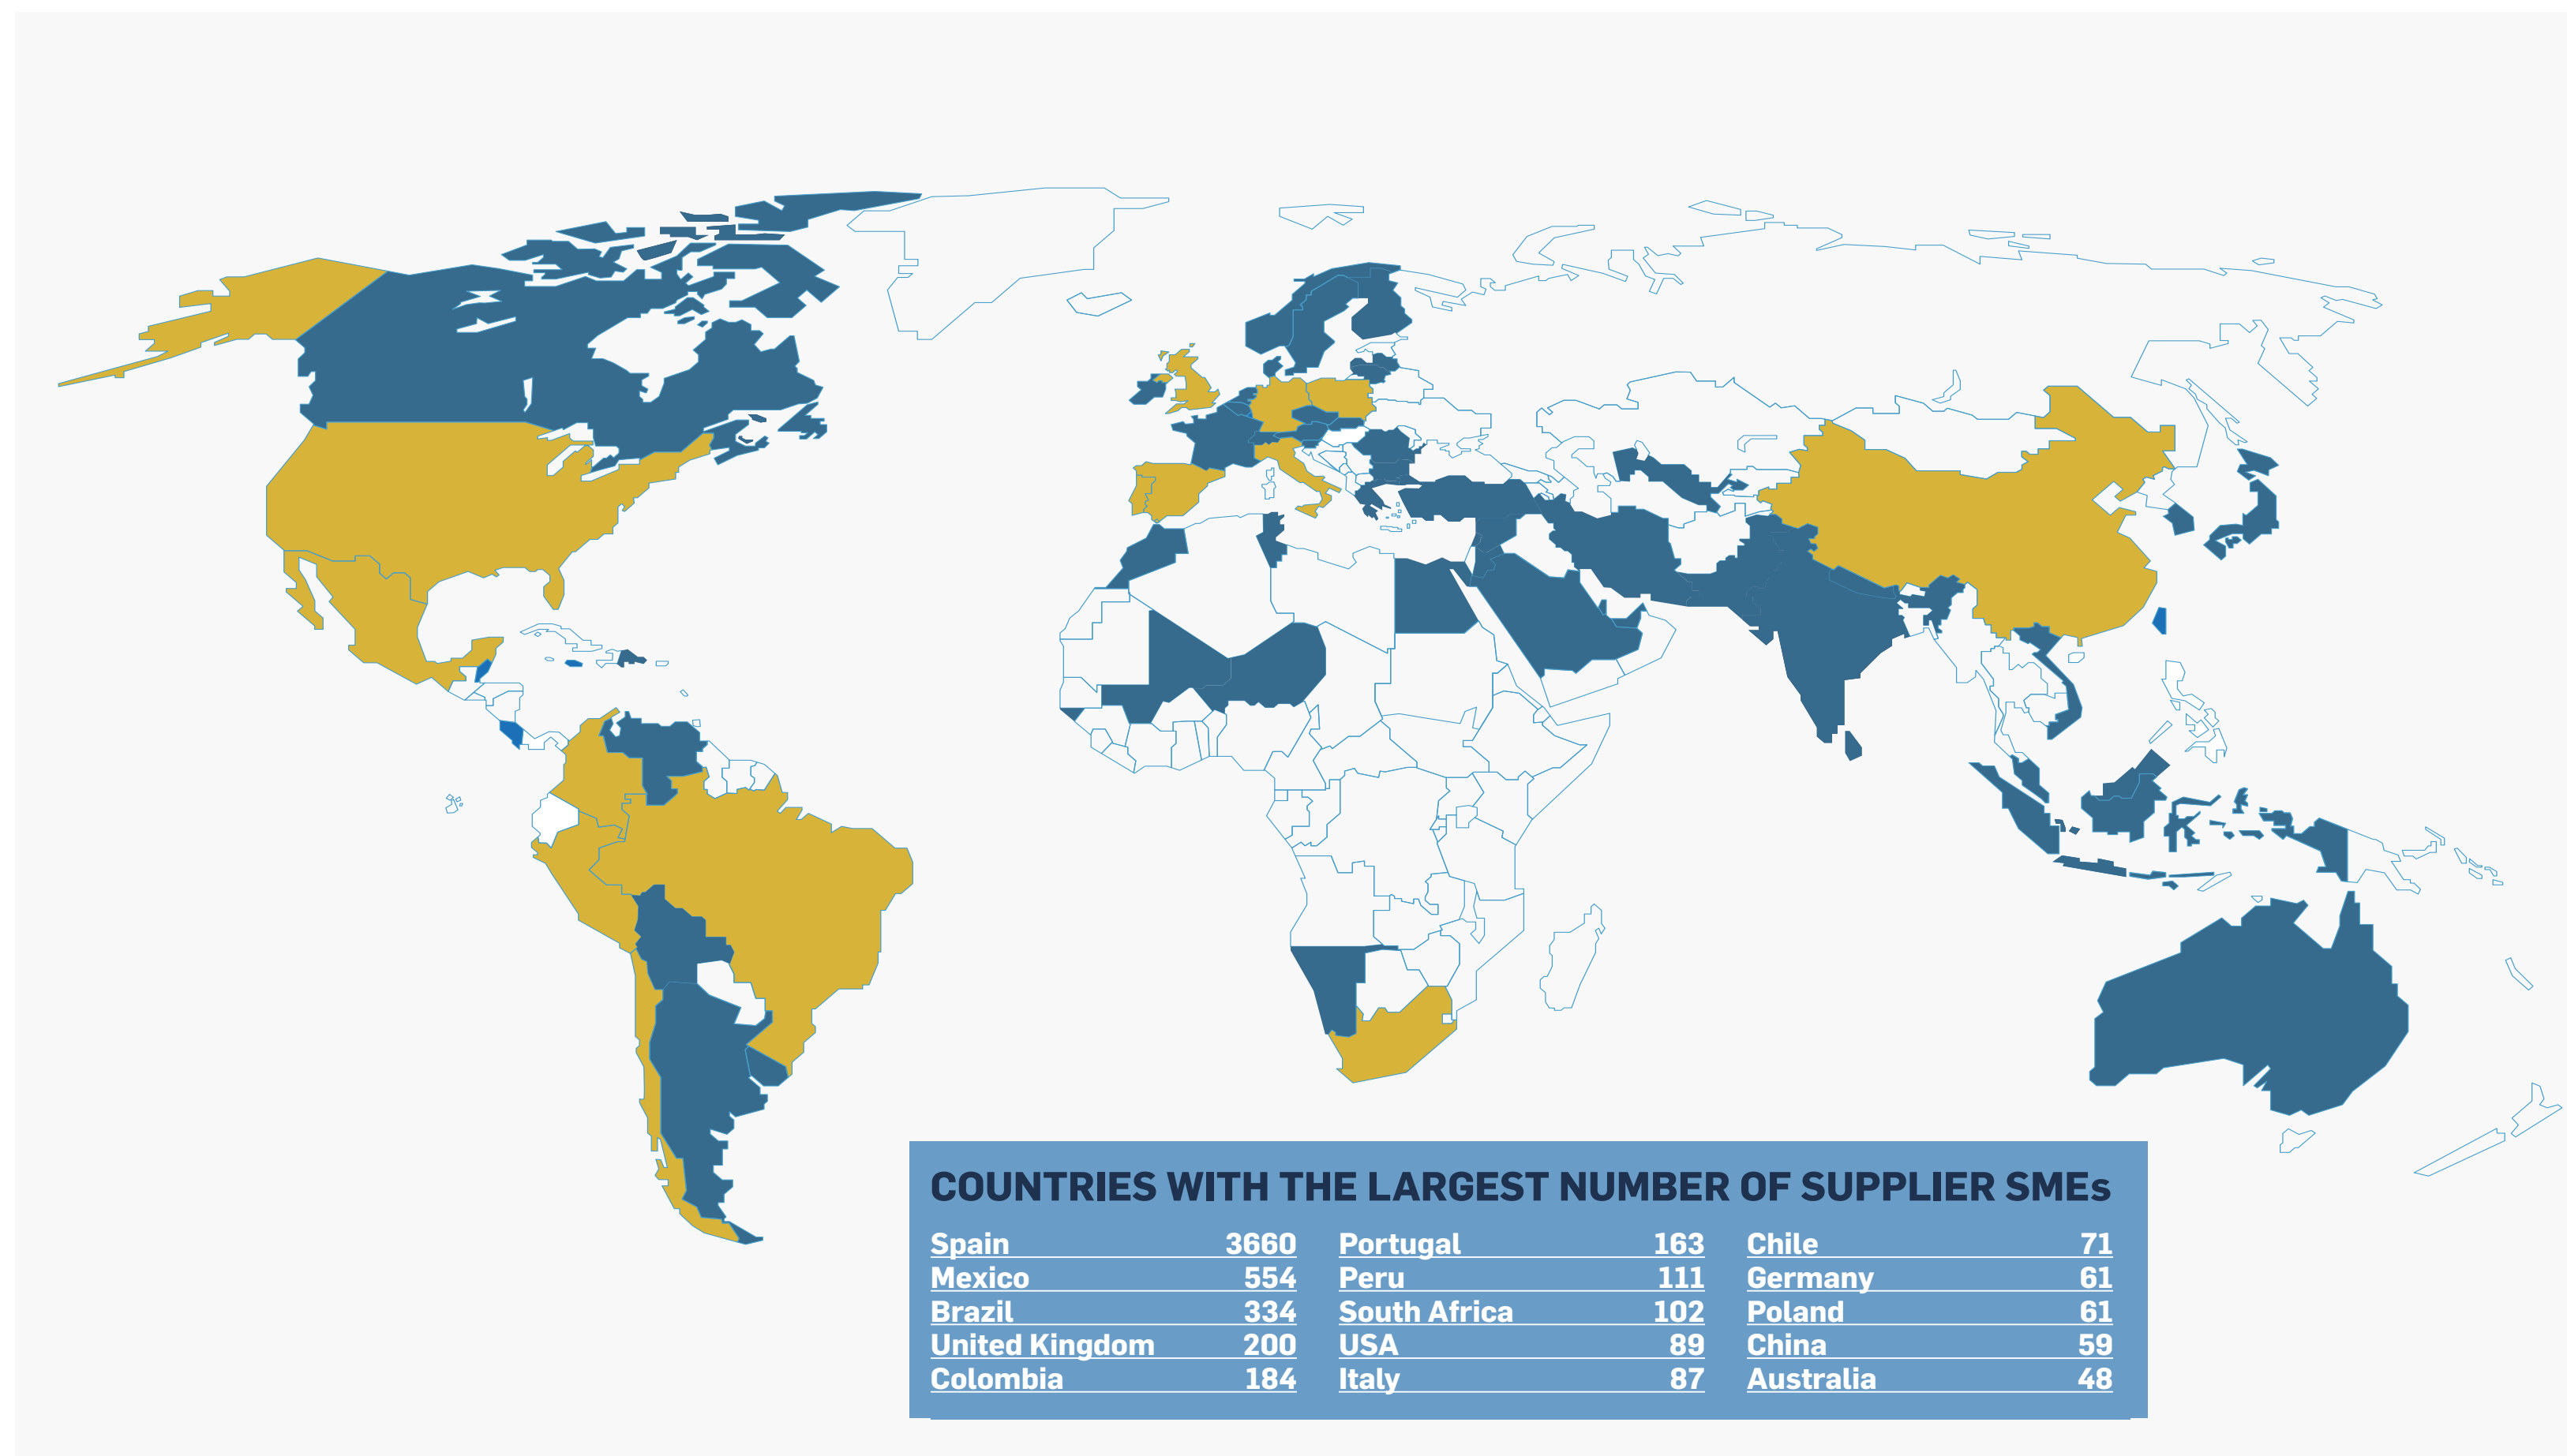 COUNTRIES WITH THE LARGEST NUMBER OF SUPPLIER SMEs
Spain 3660
Mexico 554
Brazil 334
United Kingdom 200
Colombia 184
Portugal 163
Peru 111
South Africa 102
USA 89
Italy 87
Chile 71
Germany 61
Poland 61
China 59
Australia 48